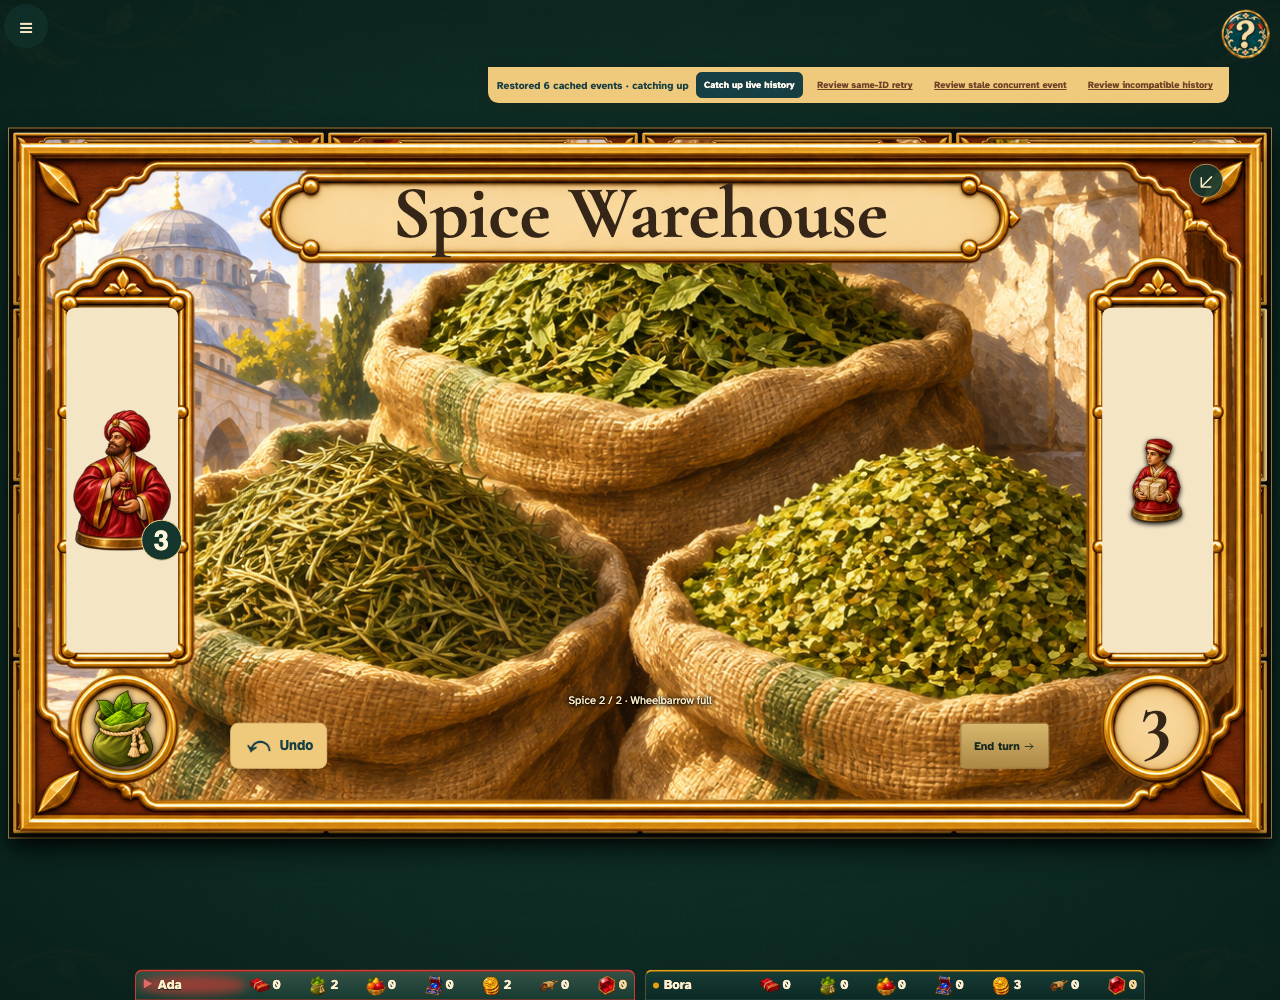 ?
Restored 6 cached events · catching up Catch up live history Review same-ID retry Review stale concurrent event Review incompatible history
Spice Warehouse
3
Spice 2 / 2 · Wheelbarrow full
Undo
End turn →
3
Ada 0 2 0 0 2 0 0
Bora 0 0 0 0 3 0 0